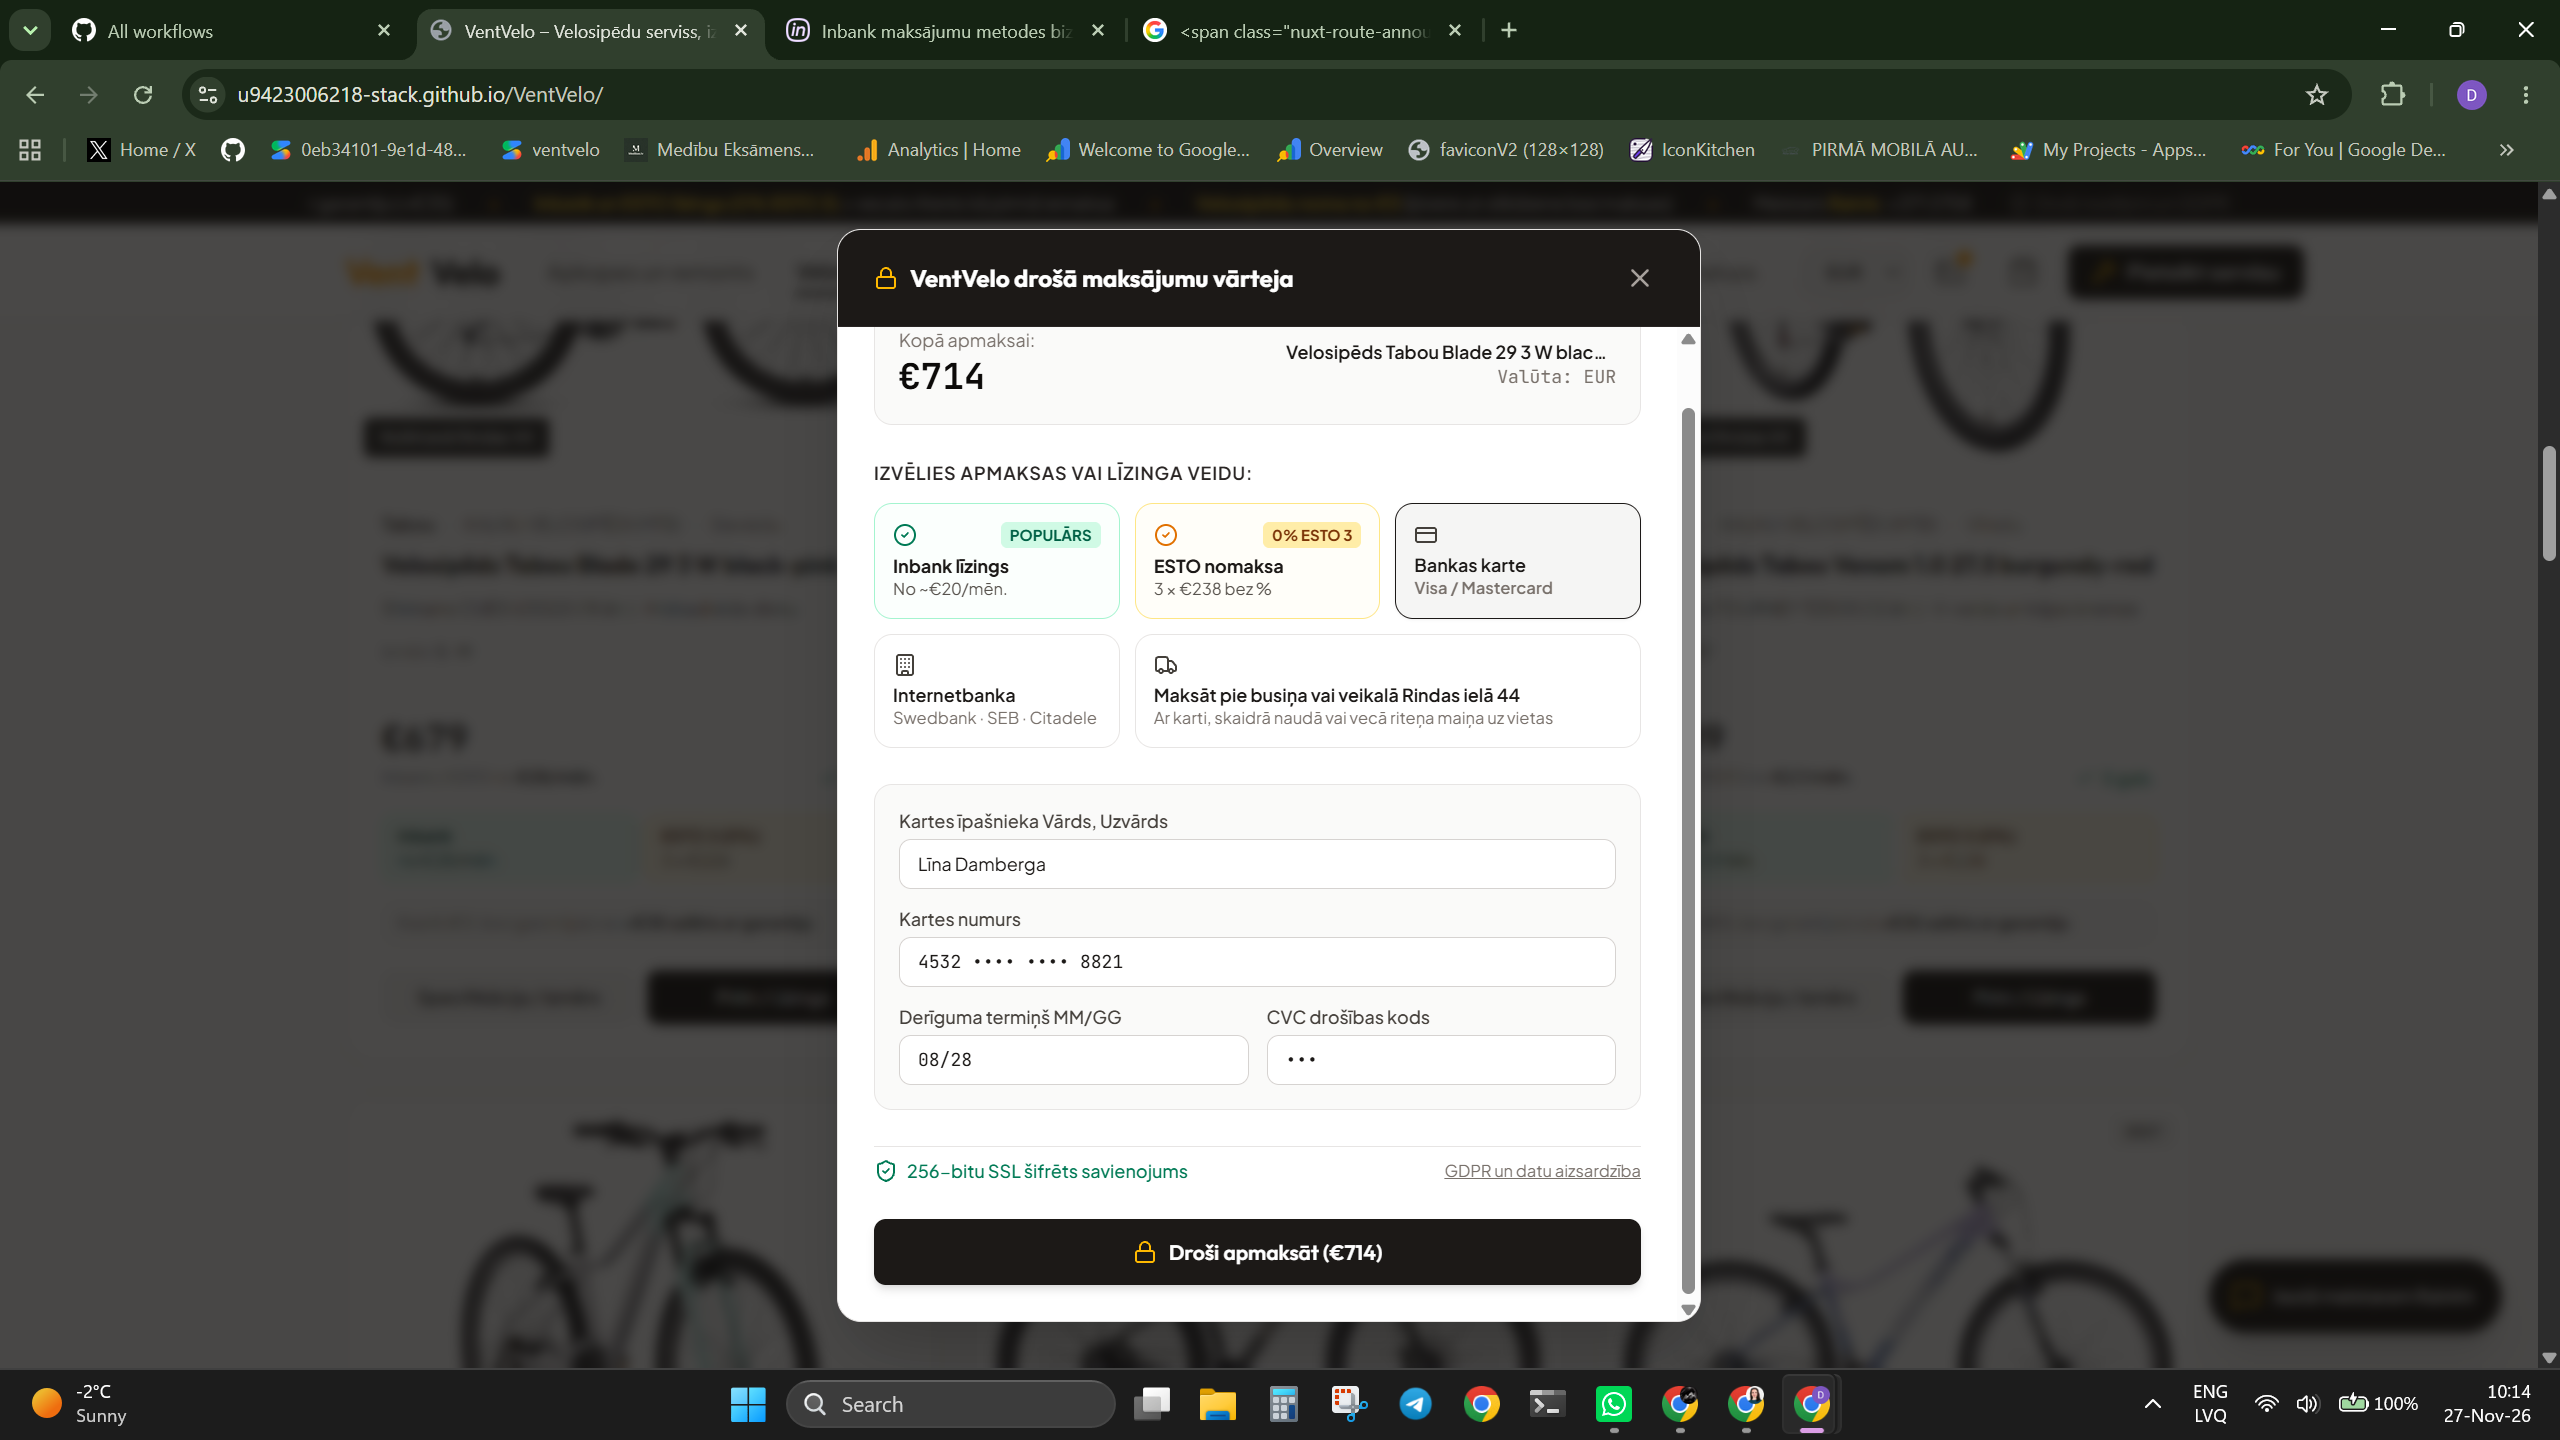 All workflows
VentVelo – Velosipēdu serviss, iz
Inbank maksājumu metodes biz
<span class="nuxt-route-annou
u9423006218-stack.github.io/VentVelo/
D
Home / X
0eb34101-9e1d-48...
ventvelo
Medību Eksāmens...
Analytics | Home
Welcome to Google...
Overview
faviconV2 (128×128)
IconKitchen
PIRMĀ MOBILĀ AU...
My Projects - Apps...
For You | Google De...
Vent Velo
VentVelo drošā maksājumu vārteja
Kopā apmaksai:
€714
Velosipēds Tabou Blade 29 3 W blac...
Valūta: EUR
IZVĒLIES APMAKSAS VAI LĪZINGA VEIDU:
POPULĀRS
Inbank līzings
No ~€20/mēn.
0% ESTO 3
ESTO nomaksa
3 × €238 bez %
Bankas karte
Visa / Mastercard
Internetbanka
Swedbank · SEB · Citadele
Maksāt pie busiņa vai veikalā Rindas ielā 44
Ar karti, skaidrā naudā vai vecā riteņa maiņa uz vietas
€679
Kartes īpašnieka Vārds, Uzvārds
Līna Damberga
Kartes numurs
4532 •••• •••• 8821
Derīguma termiņš MM/GG
08/28
CVC drošības kods
•••
256-bitu SSL šifrēts savienojums
GDPR un datu aizsardzība
Droši apmaksāt (€714)
-2°C
Sunny
Search
ENG
LVQ
100%
10:14
27-Nov-26